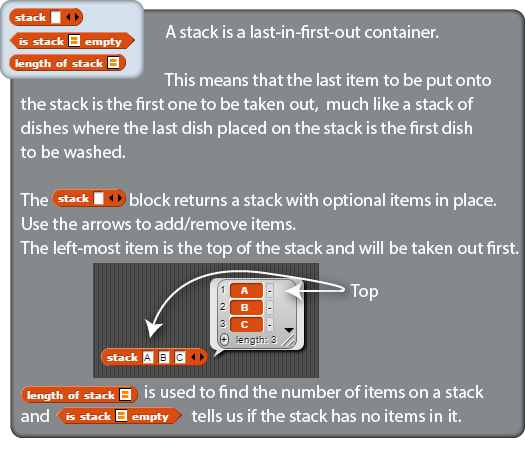 stack
is stack empty
length of stack
A stack is a last-in-first-out container.
This means that the last item to be put onto
the stack is the first one to be taken out, much like a stack of
dishes where the last dish placed on the stack is the first dish
to be washed.
The stack block returns a stack with optional items in place.
Use the arrows to add/remove items.
The left-most item is the top of the stack and will be taken out first.
1 A -
2 B -
3 C -
+ length: 3
Top
stack A B C
length of stack is used to find the number of items on a stack
and is stack empty tells us if the stack has no items in it.